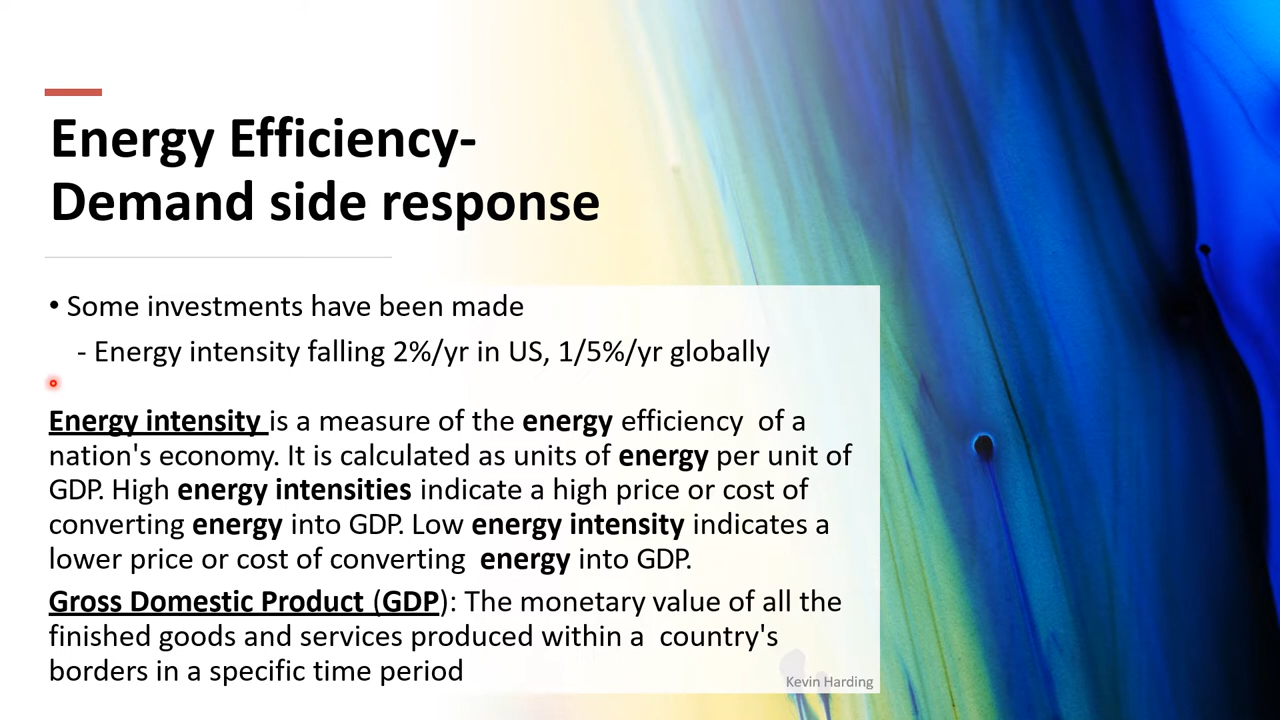 Energy Efficiency-
Demand side response
• Some investments have been made
- Energy intensity falling 2%/yr in US, 1/5%/yr globally
Energy intensity is a measure of the energy efficiency of a
nation's economy. It is calculated as units of energy per unit of
GDP. High energy intensities indicate a high price or cost of
converting energy into GDP. Low energy intensity indicates a
lower price or cost of converting energy into GDP.
Gross Domestic Product (GDP): The monetary value of all the
finished goods and services produced within a country's
borders in a specific time period
Kevin Harding